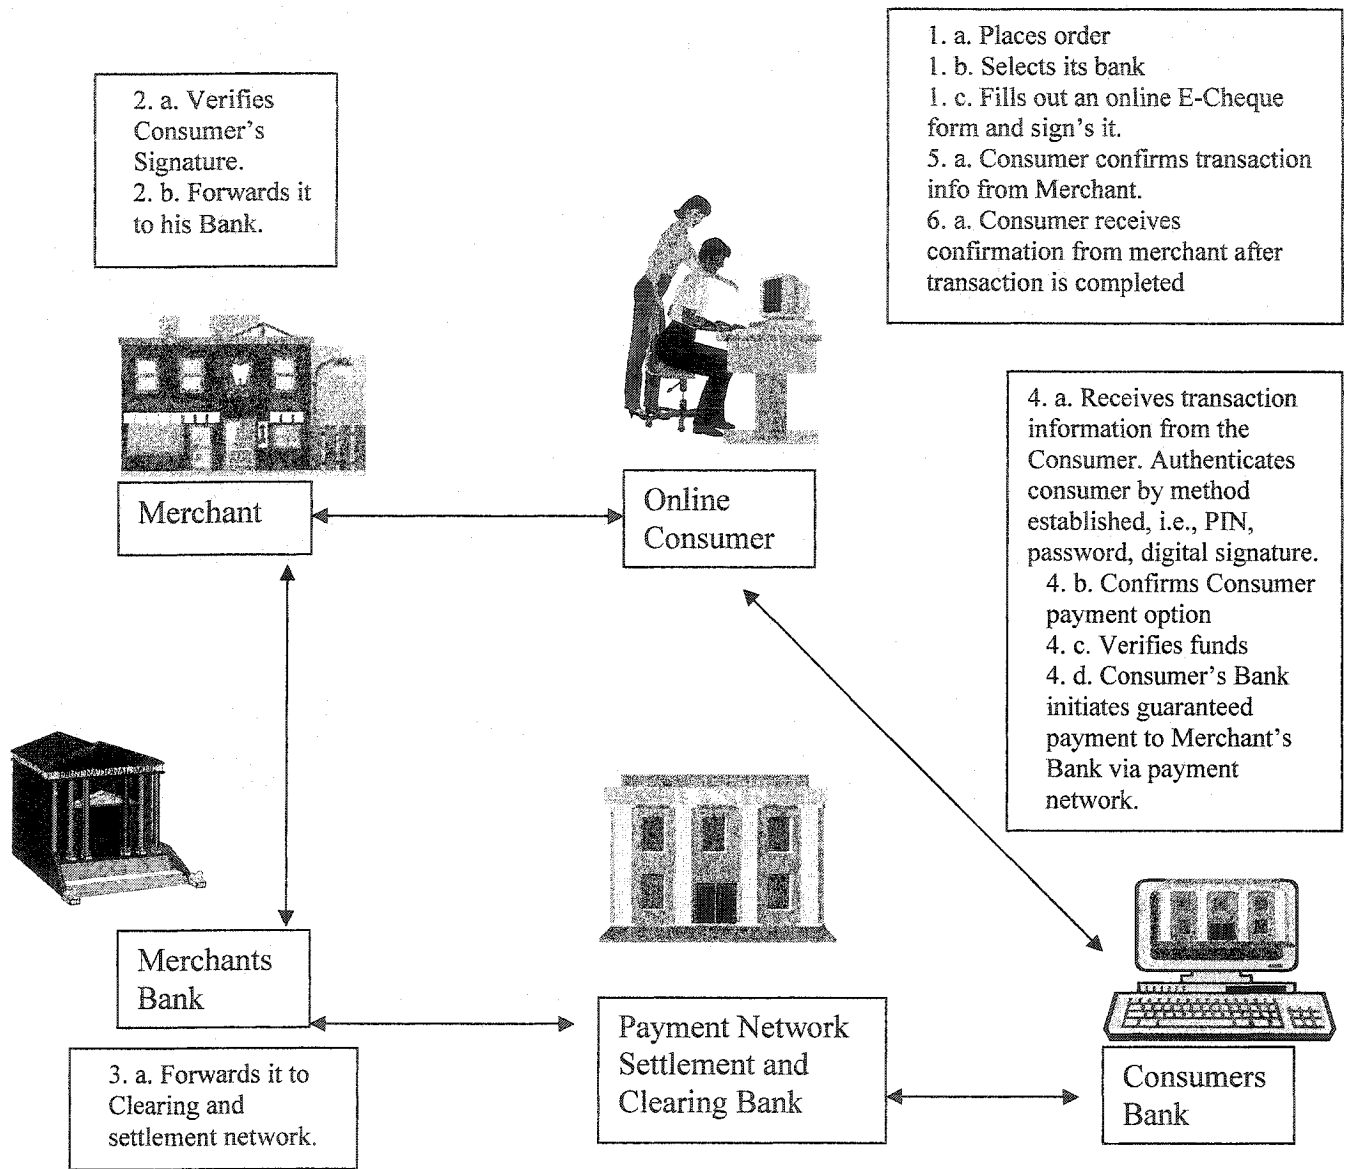 1. a. Places order
1. b. Selects its bank
1. c. Fills out an online E-Cheque
form and sign's it.
5. a. Consumer confirms transaction
info from Merchant.
6. a. Consumer receives
confirmation from merchant after
transaction is completed
2. a. Verifies
Consumer's
Signature.
2. b. Forwards it
to his Bank.
4. a. Receives transaction
information from the
Consumer. Authenticates
consumer by method
established, i.e., PIN,
password, digital signature.
4. b. Confirms Consumer
payment option
4. c. Verifies funds
4. d. Consumer's Bank
initiates guaranteed
payment to Merchant's
Bank via payment
network.
Merchant
Online
Consumer
Merchants
Bank
3. a. Forwards it to
Clearing and
settlement network.
Payment Network
Settlement and
Clearing Bank
Consumers
Bank